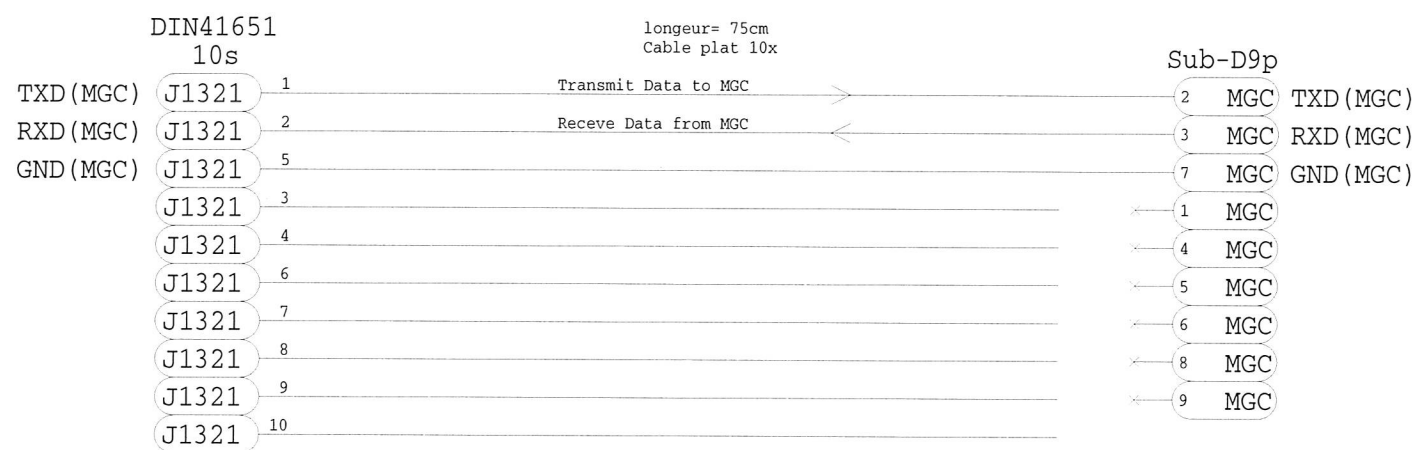 DIN41651
10s
longeur= 75cm
Cable plat 10x
Sub-D9p
TXD(MGC) J1321 1 Transmit Data to MGC 2 MGC TXD(MGC)
RXD(MGC) J1321 2 Receve Data from MGC 3 MGC RXD(MGC)
GND(MGC) J1321 5 7 MGC GND(MGC)
J1321 3 1 MGC
J1321 4 4 MGC
J1321 6 5 MGC
J1321 7 6 MGC
J1321 8 8 MGC
J1321 9 9 MGC
J1321 10